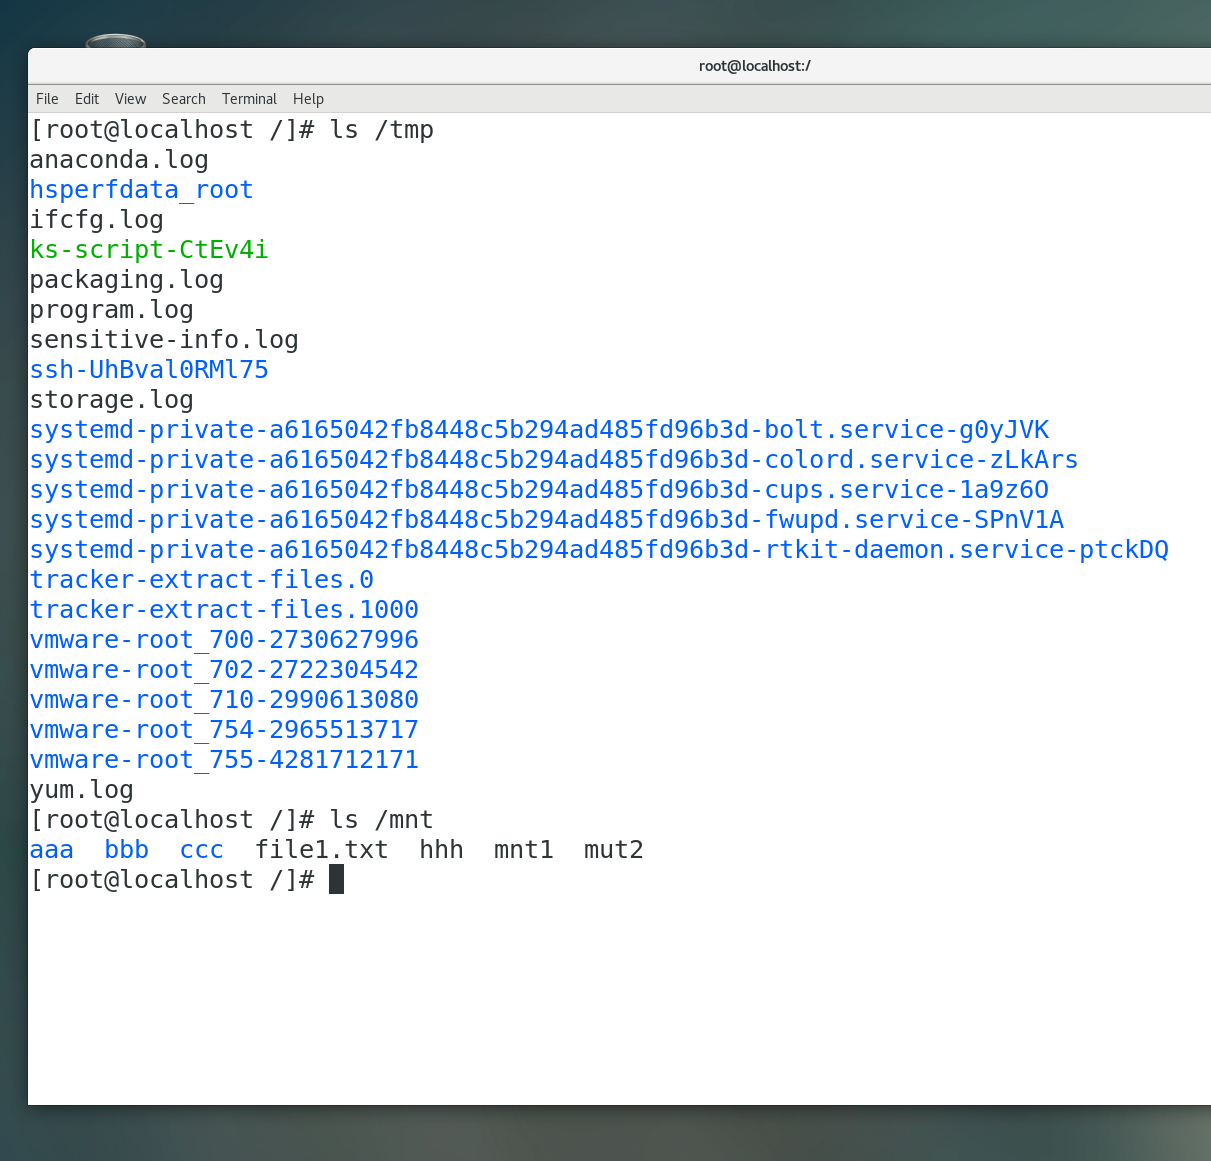 root@localhost:/
File Edit View Search Terminal Help
[root@localhost /]# ls /tmp
anaconda.log
hsperfdata_root
ifcfg.log
ks-script-CtEv4i
packaging.log
program.log
sensitive-info.log
ssh-UhBval0RMl75
storage.log
systemd-private-a6165042fb8448c5b294ad485fd96b3d-bolt.service-g0yJVK
systemd-private-a6165042fb8448c5b294ad485fd96b3d-colord.service-zLkArs
systemd-private-a6165042fb8448c5b294ad485fd96b3d-cups.service-1a9z6O
systemd-private-a6165042fb8448c5b294ad485fd96b3d-fwupd.service-SPnV1A
systemd-private-a6165042fb8448c5b294ad485fd96b3d-rtkit-daemon.service-ptckDQ
tracker-extract-files.0
tracker-extract-files.1000
vmware-root_700-2730627996
vmware-root_702-2722304542
vmware-root_710-2990613080
vmware-root_754-2965513717
vmware-root_755-4281712171
yum.log
[root@localhost /]# ls /mnt
aaa  bbb  ccc  file1.txt  hhh  mnt1  mut2
[root@localhost /]#